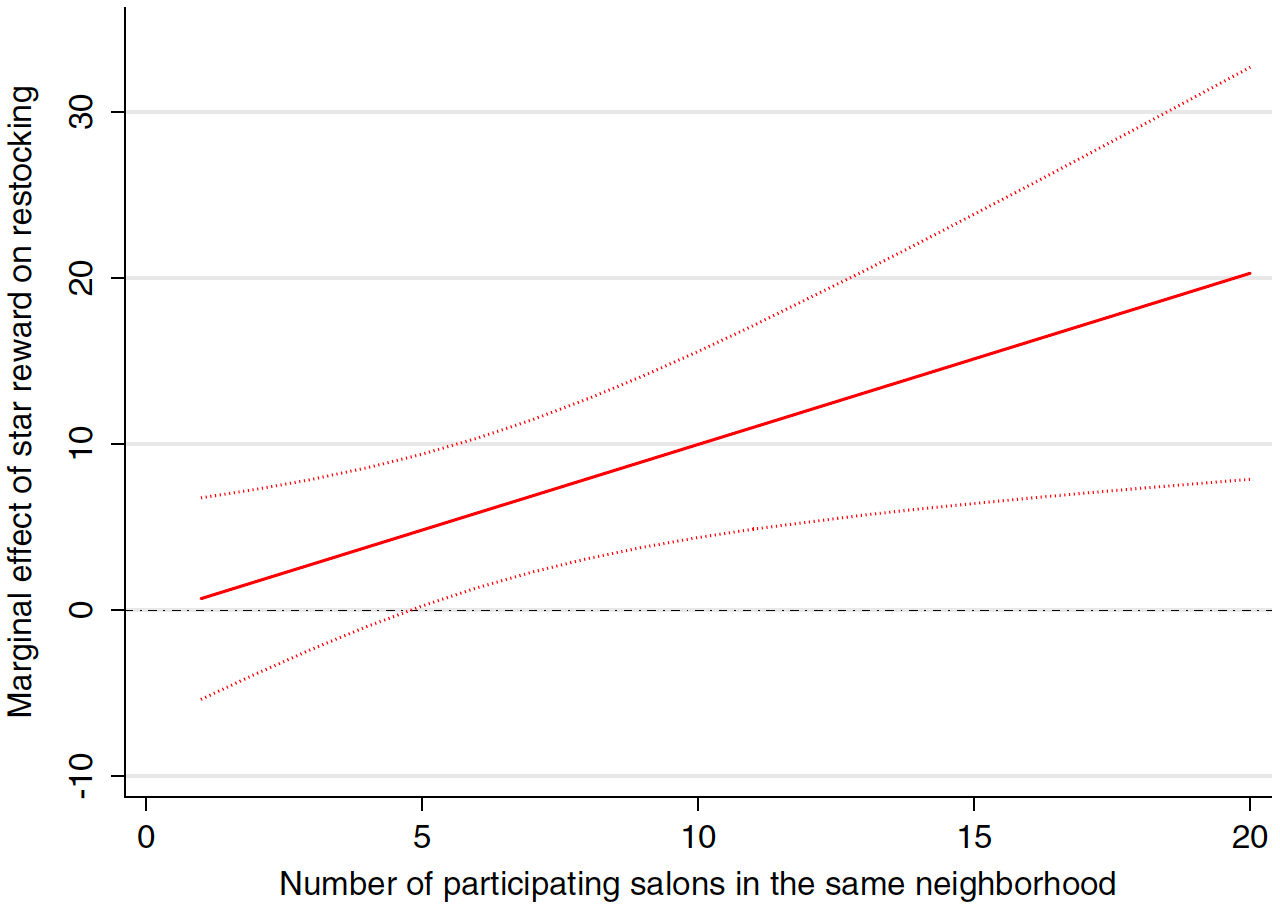 Marginal effect of star reward on restocking
30
20
10
0
-10
0 5 10 15 20
Number of participating salons in the same neighborhood